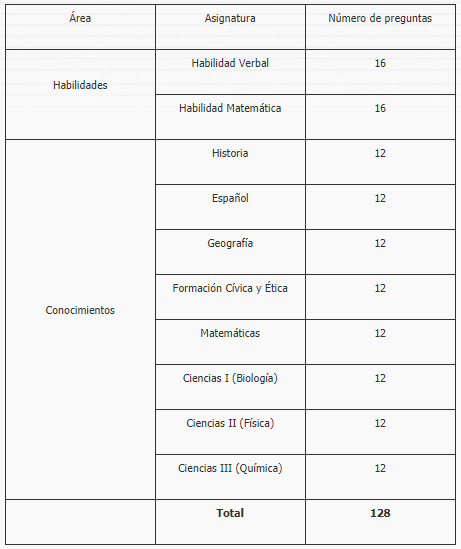 Área Asignatura Número de preguntas
Habilidades
Habilidad Verbal 16
Habilidad Matemática 16
Conocimientos
Historia 12
Español 12
Geografía 12
Formación Cívica y Ética 12
Matemáticas 12
Ciencias I (Biología) 12
Ciencias II (Física) 12
Ciencias III (Química) 12
Total 128